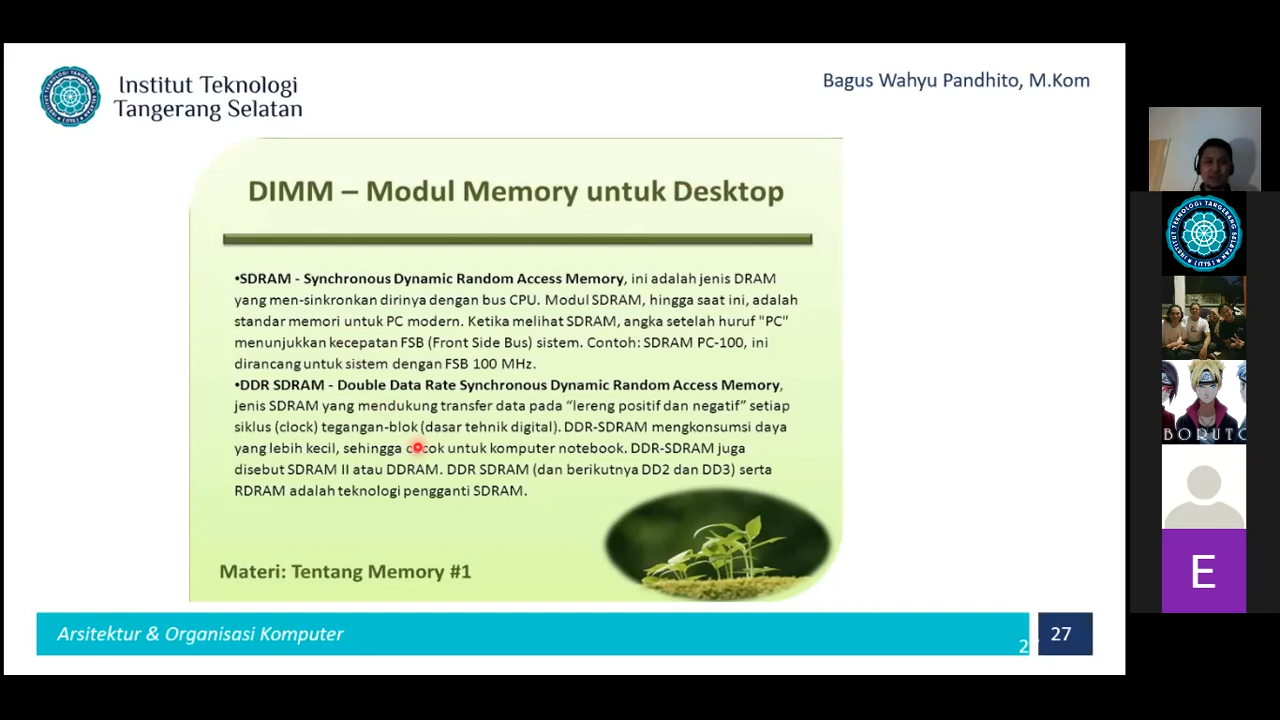 Institut Teknologi
Tangerang Selatan
Bagus Wahyu Pandhito, M.Kom
DIMM – Modul Memory untuk Desktop
•SDRAM - Synchronous Dynamic Random Access Memory, ini adalah jenis DRAM
yang men-sinkronkan dirinya dengan bus CPU. Modul SDRAM, hingga saat ini, adalah
standar memori untuk PC modern. Ketika melihat SDRAM, angka setelah huruf "PC"
menunjukkan kecepatan FSB (Front Side Bus) sistem. Contoh: SDRAM PC-100, ini
dirancang untuk sistem dengan FSB 100 MHz.
•DDR SDRAM - Double Data Rate Synchronous Dynamic Random Access Memory,
jenis SDRAM yang mendukung transfer data pada “lereng positif dan negatif” setiap
siklus (clock) tegangan-blok (dasar tehnik digital). DDR-SDRAM mengkonsumsi daya
yang lebih kecil, sehingga cocok untuk komputer notebook. DDR-SDRAM juga
disebut SDRAM II atau DDRAM. DDR SDRAM (dan berikutnya DD2 dan DD3) serta
RDRAM adalah teknologi pengganti SDRAM.
Materi: Tentang Memory #1
Arsitektur & Organisasi Komputer
27
INSTITUT TEKNOLOGI TANGERANG SELATAN
BORUTO
E